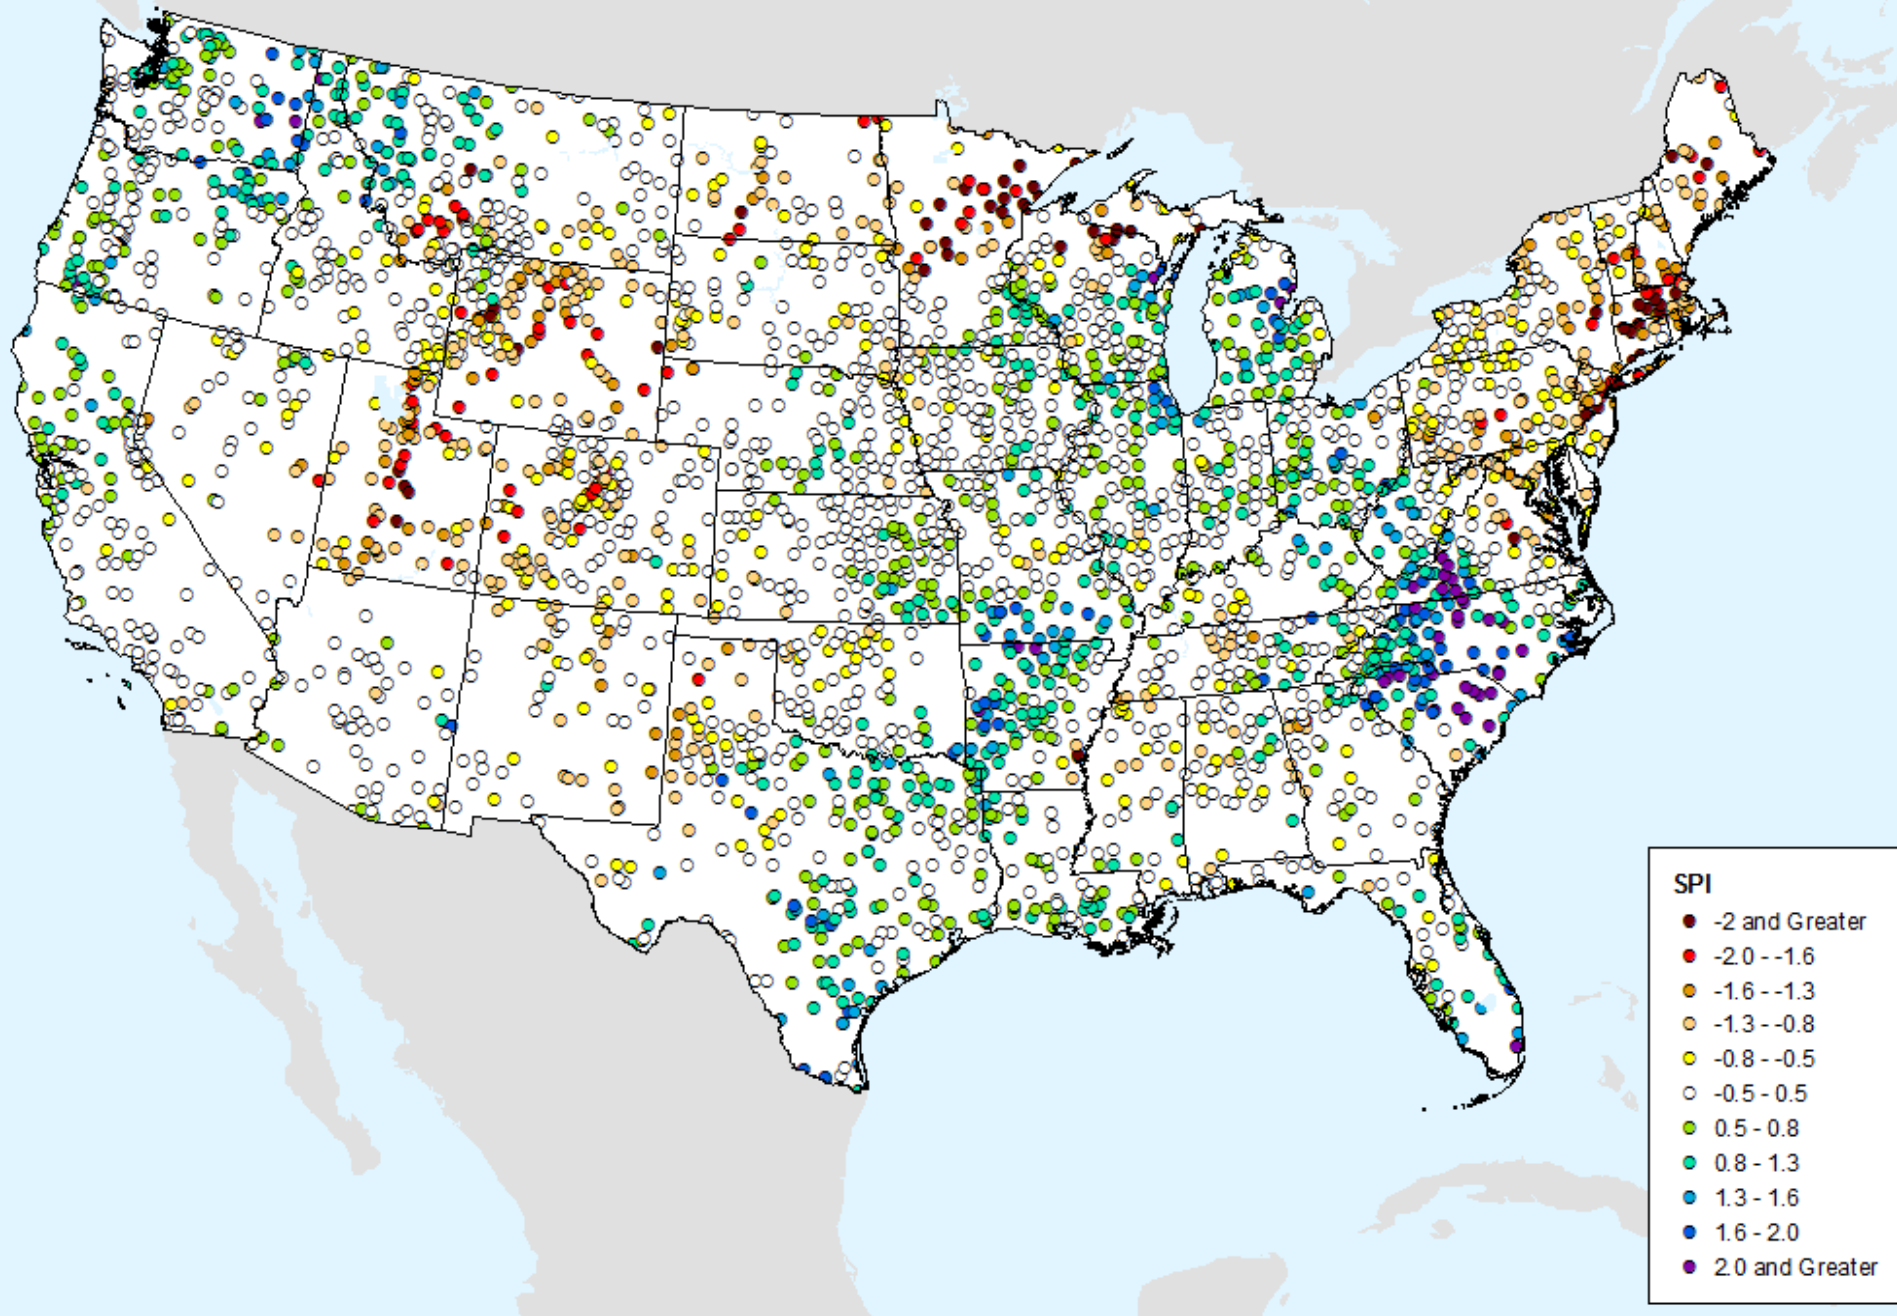 SPI
-2 and Greater
-2.0 - -1.6
-1.6 - -1.3
-1.3 - -0.8
-0.8 - -0.5
-0.5 - 0.5
0.5 - 0.8
0.8 - 1.3
1.3 - 1.6
1.6 - 2.0
2.0 and Greater